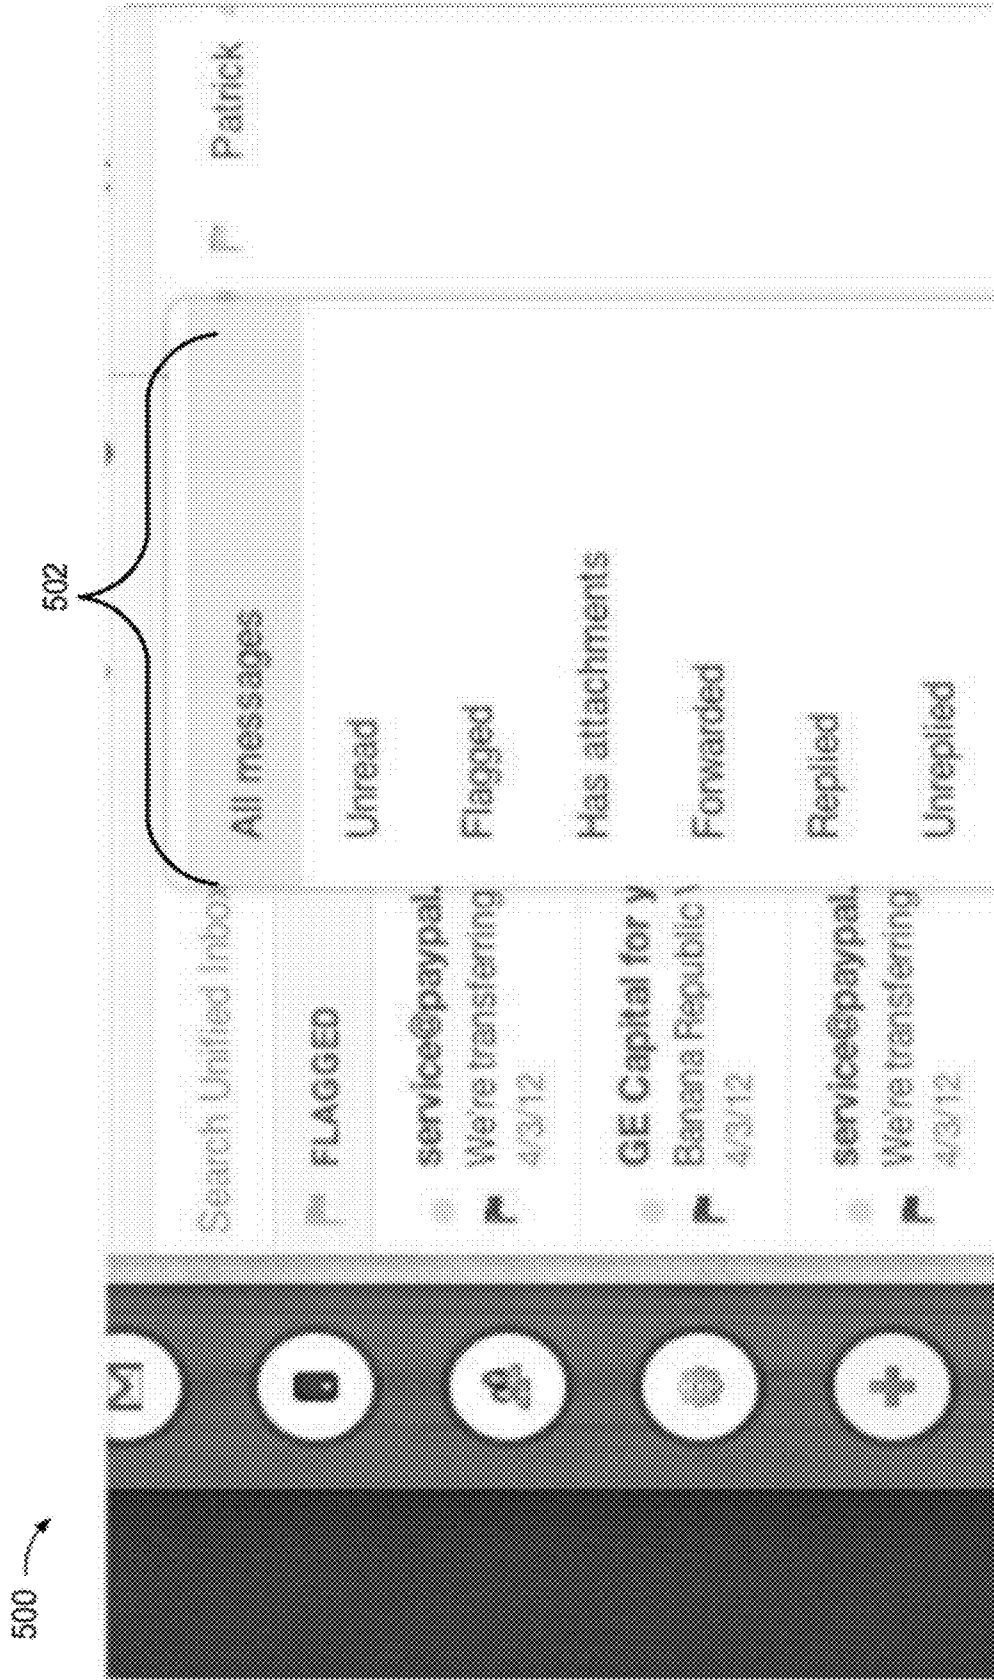 500
502
Search Unified Inbox
FLAGGED
service@paypal.
We're transferring
4/3/12
GE Capital for y
Banana Republic
4/3/12
service@paypal.
We're transferring
4/3/12
All messages
Unread
Flagged
Has attachments
Forwarded
Replied
Unreplied
Patrick